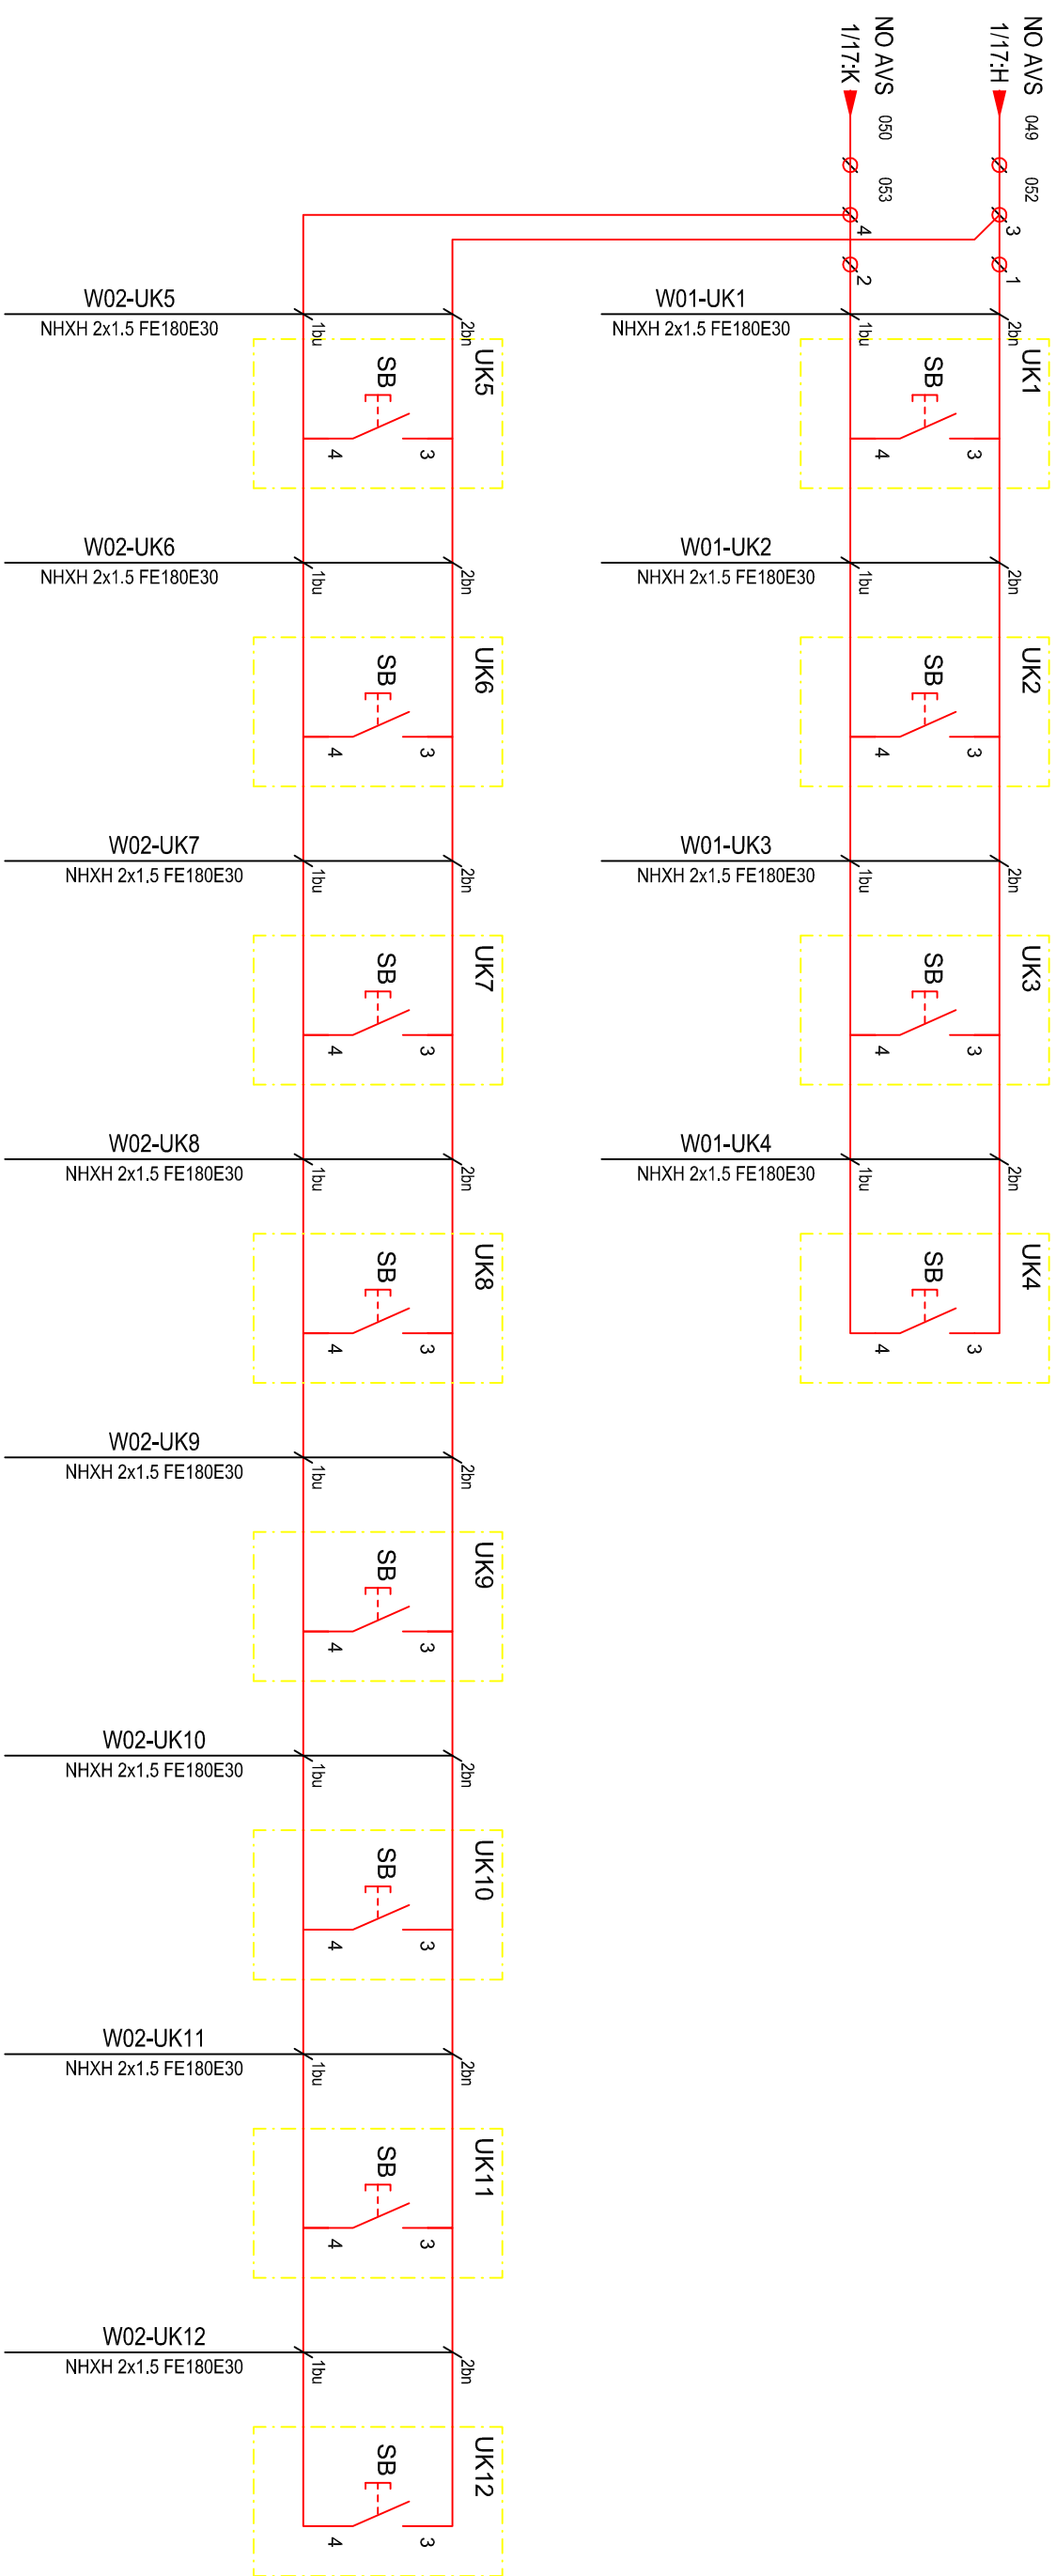 NO AVS 049 052
1/17:H
3
1
NO AVS 050 053
1/17:K
4
2
W01-UK1
NHXH 2x1.5 FE180E30
1bu
2bn
UK1
SB
3
4
W01-UK2
NHXH 2x1.5 FE180E30
1bu
2bn
UK2
SB
3
4
W01-UK3
NHXH 2x1.5 FE180E30
1bu
2bn
UK3
SB
3
4
W01-UK4
NHXH 2x1.5 FE180E30
1bu
2bn
UK4
SB
3
4
W02-UK5
NHXH 2x1.5 FE180E30
1bu
2bn
UK5
SB
3
4
W02-UK6
NHXH 2x1.5 FE180E30
1bu
2bn
UK6
SB
3
4
W02-UK7
NHXH 2x1.5 FE180E30
1bu
2bn
UK7
SB
3
4
W02-UK8
NHXH 2x1.5 FE180E30
1bu
2bn
UK8
SB
3
4
W02-UK9
NHXH 2x1.5 FE180E30
1bu
2bn
UK9
SB
3
4
W02-UK10
NHXH 2x1.5 FE180E30
1bu
2bn
UK10
SB
3
4
W02-UK11
NHXH 2x1.5 FE180E30
1bu
2bn
UK11
SB
3
4
W02-UK12
NHXH 2x1.5 FE180E30
1bu
2bn
UK12
SB
3
4